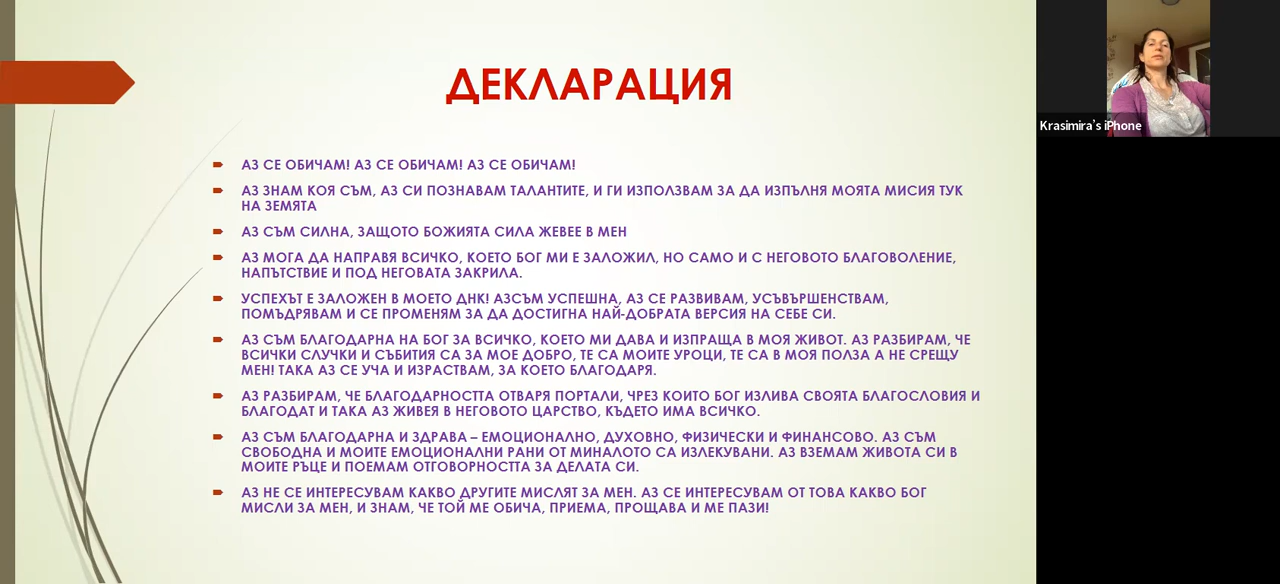 ДЕКЛАРАЦИЯ
АЗ СЕ ОБИЧАМ! АЗ СЕ ОБИЧАМ! АЗ СЕ ОБИЧАМ!
АЗ ЗНАМ КОЯ СЪМ, АЗ СИ ПОЗНАВАМ ТАЛАНТИТЕ, И ГИ ИЗПОЛЗВАМ ЗА ДА ИЗПЪЛНЯ МОЯТА МИСИЯ ТУК
НА ЗЕМЯТА
АЗ СЪМ СИЛНА, ЗАЩОТО БОЖИЯТА СИЛА ЖЕВЕЕ В МЕН
АЗ МОГА ДА НАПРАВЯ ВСИЧКО, КОЕТО БОГ МИ Е ЗАЛОЖИЛ, НО САМО И С НЕГОВОТО БЛАГОВОЛЕНИЕ,
НАПЪТСТВИЕ И ПОД НЕГОВАТА ЗАКРИЛА.
УСПЕХЪТ Е ЗАЛОЖЕН В МОЕТО ДНК! АЗСЪМ УСПЕШНА, АЗ СЕ РАЗВИВАМ, УСЪВЪРШЕНСТВАМ,
ПОМЪДРЯВАМ И СЕ ПРОМЕНЯМ ЗА ДА ДОСТИГНА НАЙ-ДОБРАТА ВЕРСИЯ НА СЕБЕ СИ.
АЗ СЪМ БЛАГОДАРНА НА БОГ ЗА ВСИЧКО, КОЕТО МИ ДАВА И ИЗПРАЩА В МОЯ ЖИВОТ. АЗ РАЗБИРАМ, ЧЕ
ВСИЧКИ СЛУЧКИ И СЪБИТИЯ СА ЗА МОЕ ДОБРО, ТЕ СА МОИТЕ УРОЦИ, ТЕ СА В МОЯ ПОЛЗА А НЕ СРЕЩУ
МЕН! ТАКА АЗ СЕ УЧА И ИЗРАСТВАМ, ЗА КОЕТО БЛАГОДАРЯ.
АЗ РАЗБИРАМ, ЧЕ БЛАГОДАРНОСТТА ОТВАРЯ ПОРТАЛИ, ЧРЕЗ КОИТО БОГ ИЗЛИВА СВОЯТА БЛАГОСЛОВИЯ И
БЛАГОДАТ И ТАКА АЗ ЖИВЕЯ В НЕГОВОТО ЦАРСТВО, КЪДЕТО ИМА ВСИЧКО.
АЗ СЪМ БЛАГОДАРНА И ЗДРАВА – ЕМОЦИОНАЛНО, ДУХОВНО, ФИЗИЧЕСКИ И ФИНАНСОВО. АЗ СЪМ
СВОБОДНА И МОИТЕ ЕМОЦИОНАЛНИ РАНИ ОТ МИНАЛОТО СА ИЗЛЕКУВАНИ. АЗ ВЗЕМАМ ЖИВОТА СИ В
МОИТЕ РЪЦЕ И ПОЕМАМ ОТГОВОРНОСТТА ЗА ДЕЛАТА СИ.
АЗ НЕ СЕ ИНТЕРЕСУВАМ КАКВО ДРУГИТЕ МИСЛЯТ ЗА МЕН. АЗ СЕ ИНТЕРЕСУВАМ ОТ ТОВА КАКВО БОГ
МИСЛИ ЗА МЕН, И ЗНАМ, ЧЕ ТОЙ МЕ ОБИЧА, ПРИЕМА, ПРОЩАВА И МЕ ПАЗИ!
Krasimira's iPhone